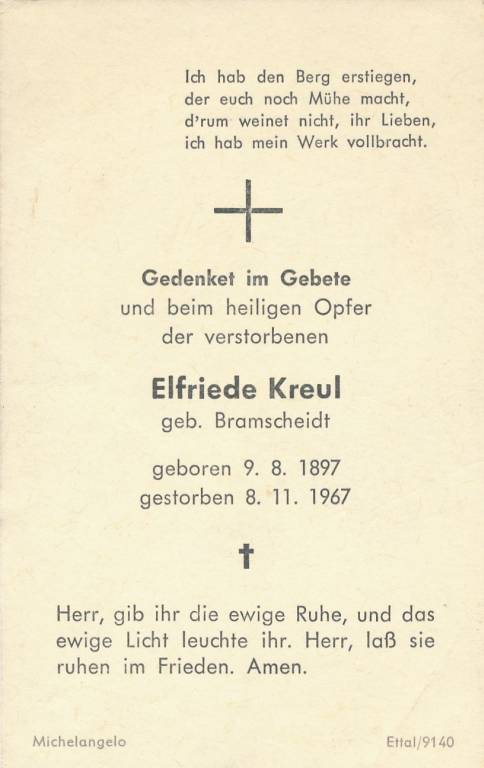 Ich hab den Berg erstiegen,
der euch noch Mühe macht,
d'rum weinet nicht, ihr Lieben,
ich hab mein Werk vollbracht.
Gedenket im Gebete
und beim heiligen Opfer
der verstorbenen
Elfriede Kreul
geb. Bramscheidt
geboren 9. 8. 1897
gestorben 8. 11. 1967
Herr, gib ihr die ewige Ruhe, und das
ewige Licht leuchte ihr. Herr, laß sie
ruhen im Frieden. Amen.
Michelangelo
Ettal/9140